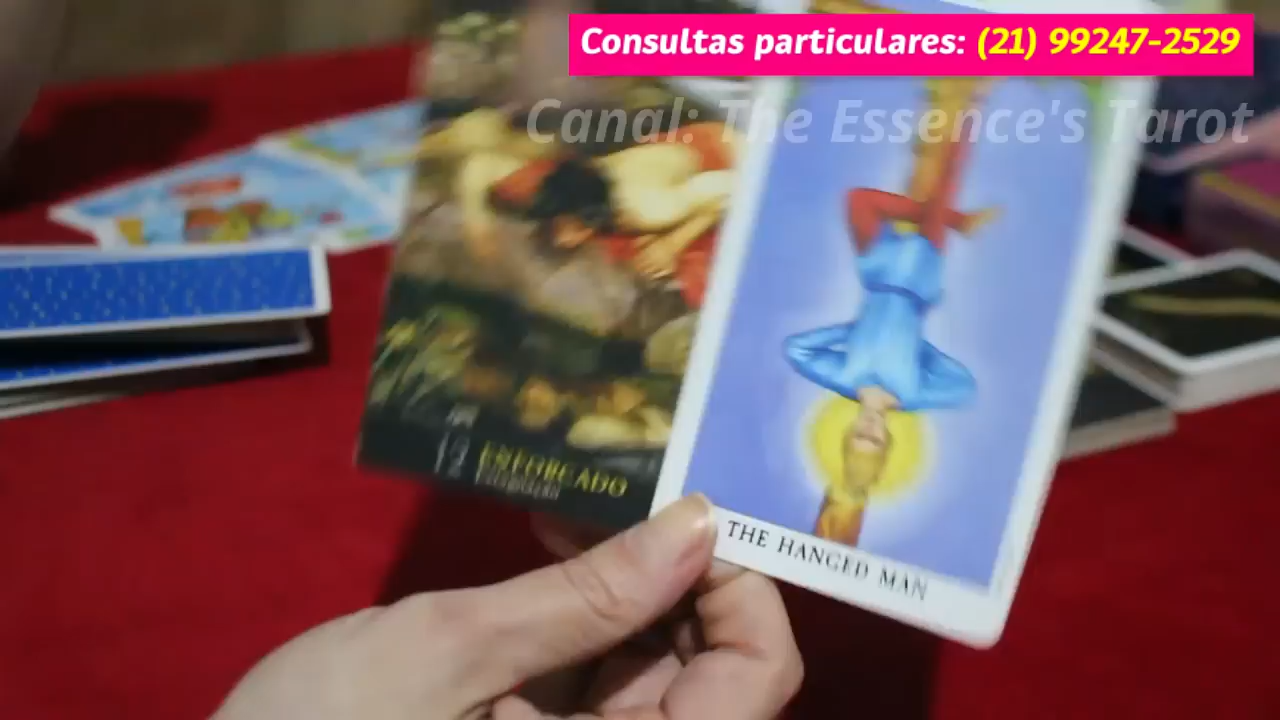 Consultas particulares: (21) 99247-2529
Canal: The Essence's Tarot
12 ENFORCADO
THE HANGED MAN